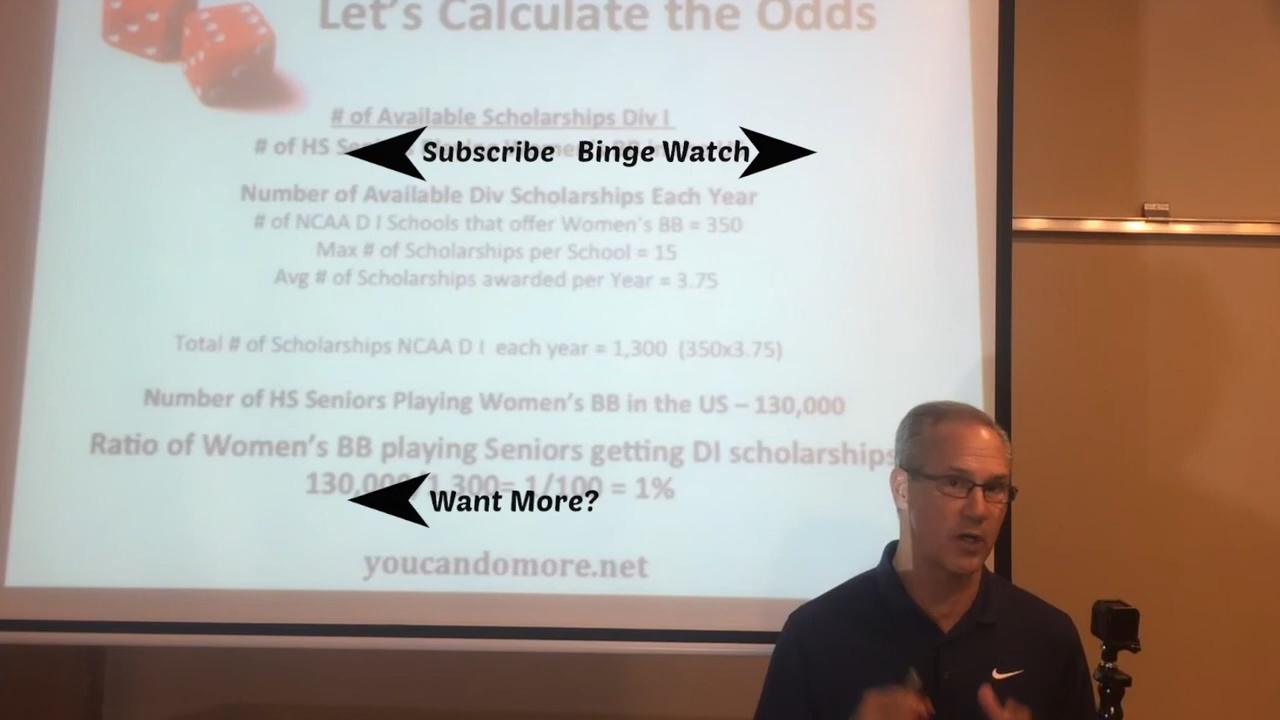 Let's Calculate the Odds
# of Available Scholarships Div I
# of HS
Subscribe Binge Watch
Number of Available Div Scholarships Each Year
# of NCAA D I Schools that offer Women's BB = 350
Max # of Scholarships per School = 15
Avg # of Scholarships awarded per Year = 3.75
Total # of Scholarships NCAA D I each year = 1,300 (350x3.75)
Number of HS Seniors Playing Women's BB in the US – 130,000
Ratio of Women's BB playing Seniors getting DI scholarships
130,000/1,300= 1/100 = 1%
Want More?
youcandomore.net